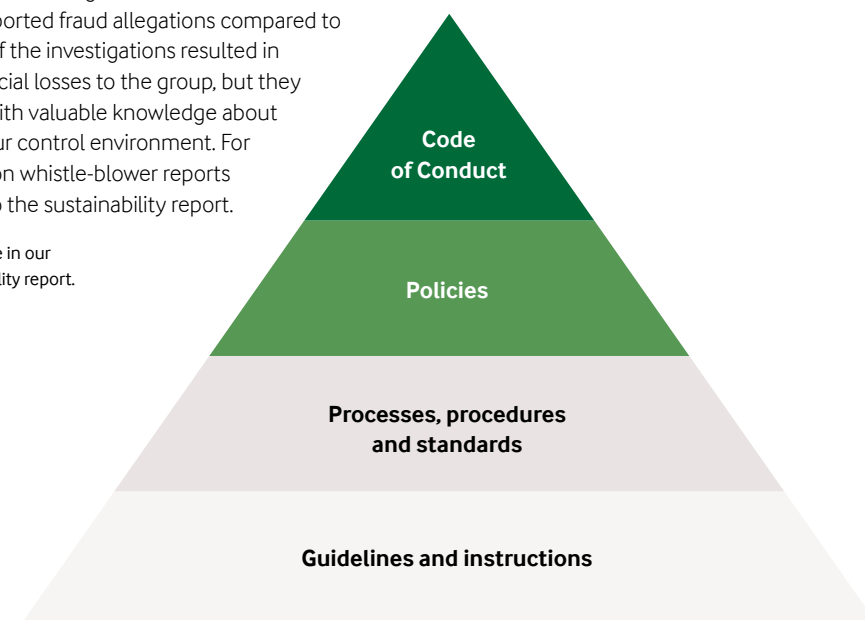 ported fraud allegations compared to
f the investigations resulted in
cial losses to the group, but they
ith valuable knowledge about
ur control environment. For
on whistle-blower reports
o the sustainability report.
e in our
lity report.
Code
of Conduct
Policies
Processes, procedures
and standards
Guidelines and instructions